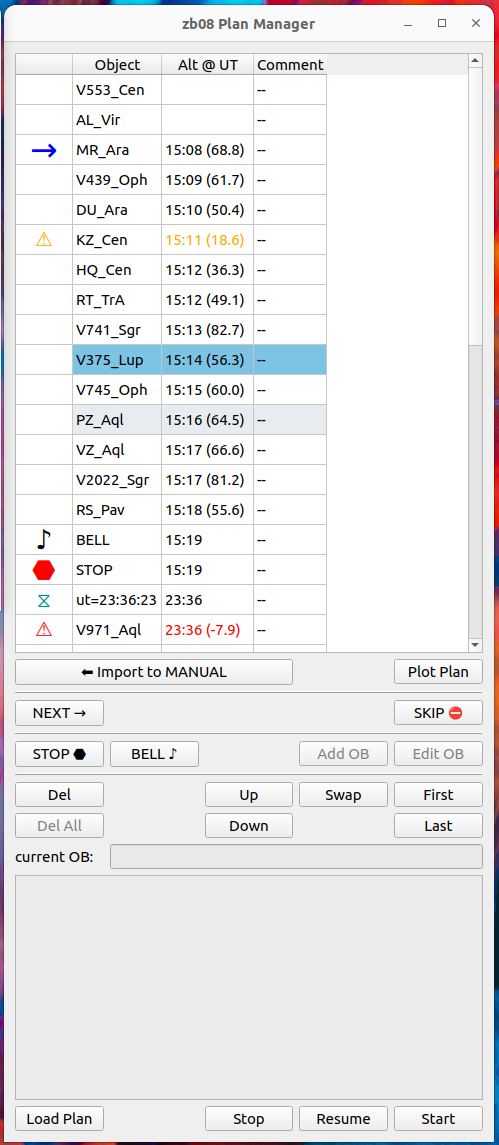 zb08 Plan Manager
Object Alt @ UT Comment
V553_Cen --
AL_Vir --
→ MR_Ara 15:08 (68.8) --
V439_Oph 15:09 (61.7) --
DU_Ara 15:10 (50.4) --
⚠ KZ_Cen 15:11 (18.6) --
HQ_Cen 15:12 (36.3) --
RT_TrA 15:12 (49.1) --
V741_Sgr 15:13 (82.7) --
V375_Lup 15:14 (56.3) --
V745_Oph 15:15 (60.0) --
PZ_Aql 15:16 (64.5) --
VZ_Aql 15:17 (66.6) --
V2022_Sgr 15:17 (81.2) --
RS_Pav 15:18 (55.6) --
♪ BELL 15:19 --
⬣ STOP 15:19 --
⧖ ut=23:36:23 23:36 --
⚠ V971_Aql 23:36 (-7.9) --
⬅ Import to MANUAL Plot Plan
NEXT → SKIP ⛔
STOP ⬣ BELL ♪ Add OB Edit OB
Del Up Swap First
Del All Down Last
current OB:
Load Plan Stop Resume Start